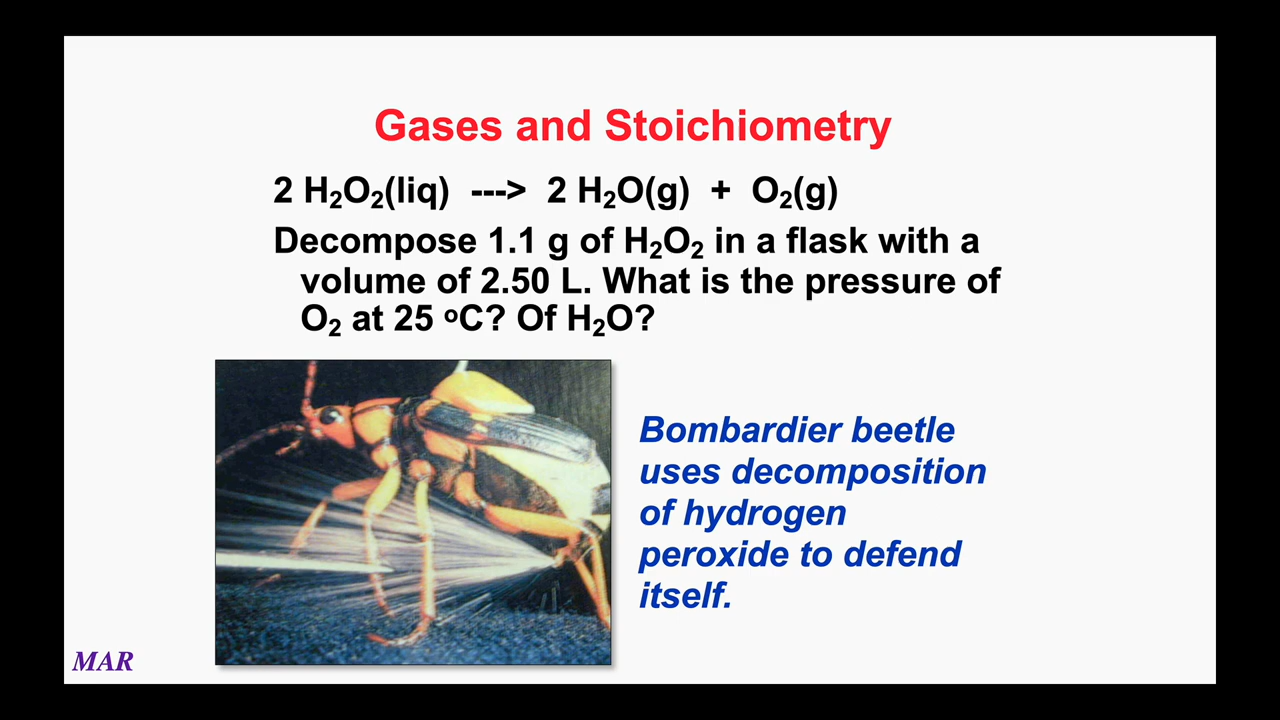 Gases and Stoichiometry
2 H₂O₂(liq) ---> 2 H₂O(g) + O₂(g)
Decompose 1.1 g of H₂O₂ in a flask with a
volume of 2.50 L. What is the pressure of
O₂ at 25 ᵒC? Of H₂O?
Bombardier beetle
uses decomposition
of hydrogen
peroxide to defend
itself.
MAR